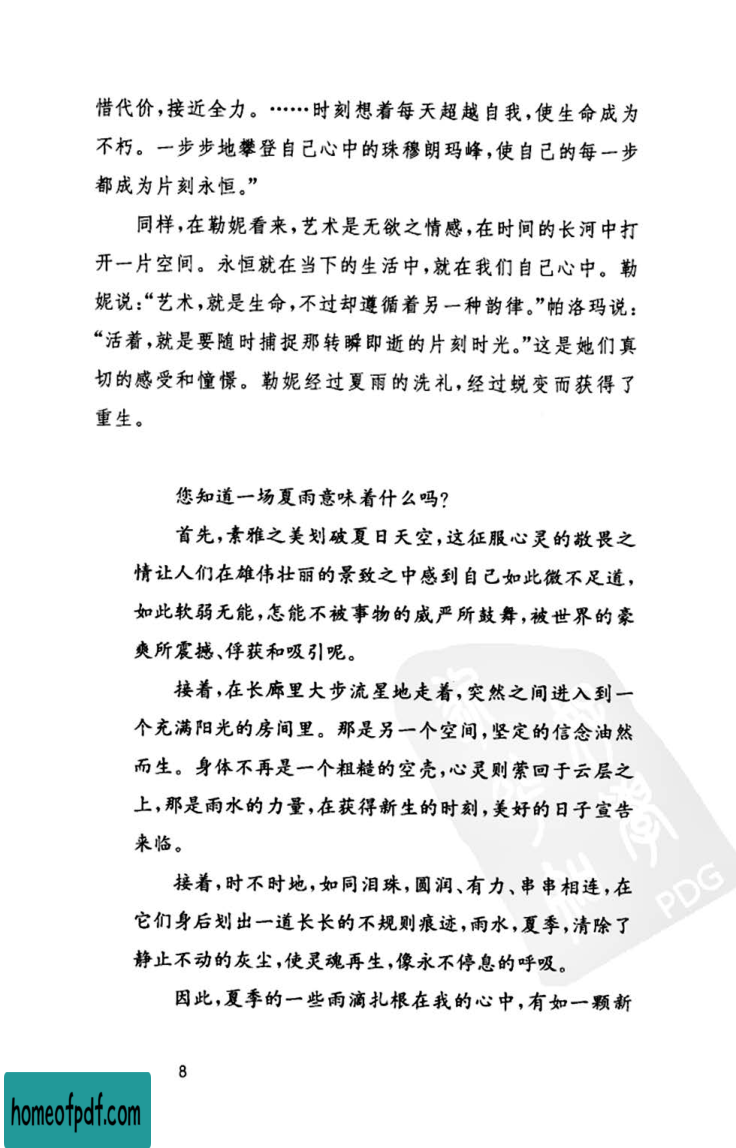 惜代价,接近全力。……时刻想着每天超越自我,使生命成为
不朽。一步步地攀登自己心中的珠穆朗玛峰,使自己的每一步
都成为片刻永恒。”
同样,在勒妮看来,艺术是无欲之情感,在时间的长河中打
开一片空间。永恒就在当下的生活中,就在我们自己心中。勒
妮说:“艺术,就是生命,不过却遵循着另一种韵律。”帕洛玛说:
“活着,就是要随时捕捉那转瞬即逝的片刻时光。”这是她们真
切的感受和憧憬。勒妮经过夏雨的洗礼,经过蜕变而获得了
重生。
您知道一场夏雨意味着什么吗?
首先,素雅之美划破夏日天空,这征服心灵的敬畏之
情让人们在雄伟壮丽的景致之中感到自己如此微不足道,
如此软弱无能,怎能不被事物的威严所鼓舞,被世界的豪
爽所震撼、俘获和吸引呢。
接着,在长廊里大步流星地走着,突然之间进入到一
个充满阳光的房间里。那是另一个空间,坚定的信念油然
而生。身体不再是一个粗糙的空壳,心灵则萦回于云层之
上,那是雨水的力量,在获得新生的时刻,美好的日子宣告
来临。
接着,时不时地,如同泪珠,圆润、有力、串串相连,在
它们身后划出一道长长的不规则痕迹,雨水,夏季,清除了
静止不动的灰尘,使灵魂再生,像永不停息的呼吸。
因此,夏季的一些雨滴扎根在我的心中,有如一颗新
PDG
8
homeofpdf.com